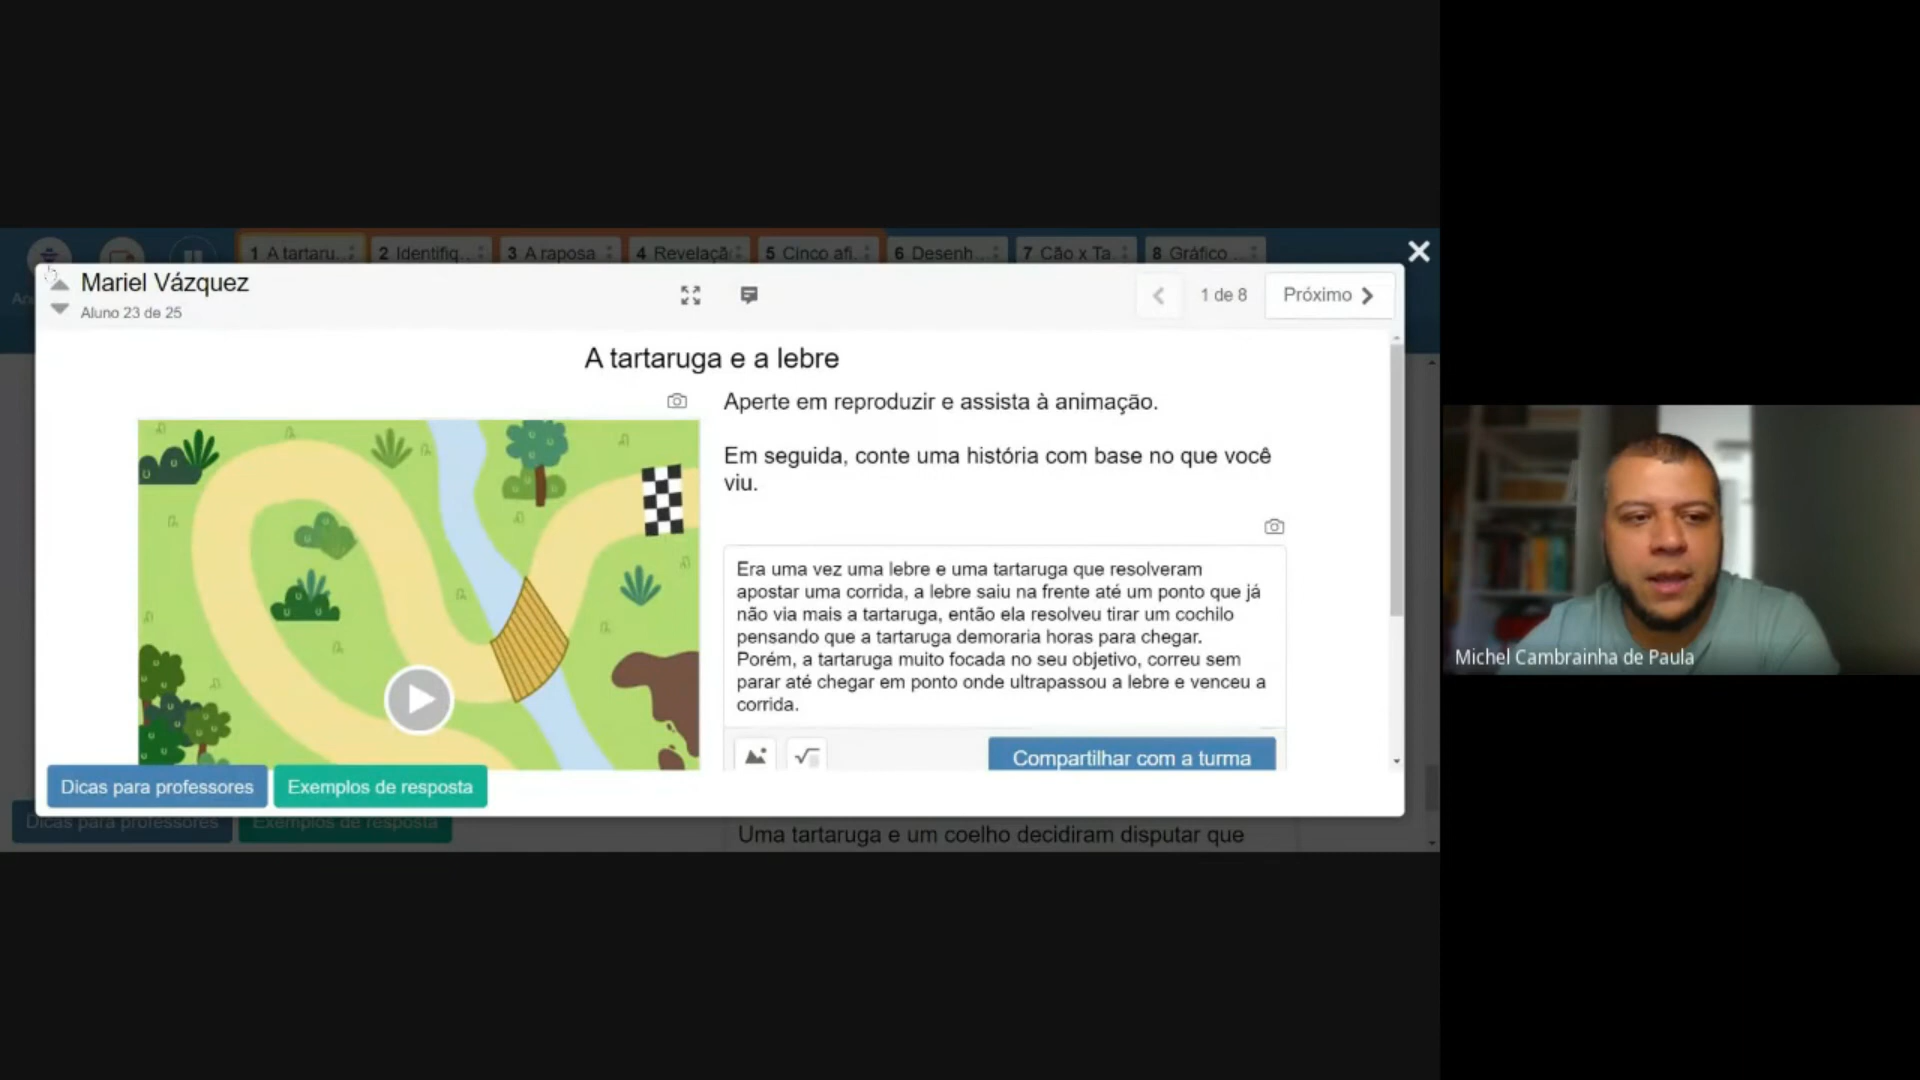 1 A tartaru...
2 Identifiq...
3 A raposa
4 Revelaçã
5 Cinco afi.
6 Desenh...
7 Cão x Ta.
8 Gráfico ...
Mariel Vázquez
Aluno 23 de 25
1 de 8
Próximo
A tartaruga e a lebre
Aperte em reproduzir e assista à animação.
Em seguida, conte uma história com base no que você
viu.
Era uma vez uma lebre e uma tartaruga que resolveram
apostar uma corrida, a lebre saiu na frente até um ponto que já
não via mais a tartaruga, então ela resolveu tirar um cochilo
pensando que a tartaruga demoraria horas para chegar.
Porém, a tartaruga muito focada no seu objetivo, correu sem
parar até chegar em ponto onde ultrapassou a lebre e venceu a
corrida.
Compartilhar com a turma
Dicas para professores
Exemplos de resposta
Dicas para professores
Exemplos de resposta
Uma tartaruga e um coelho decidiram disputar que
Michel Cambrainha de Paula